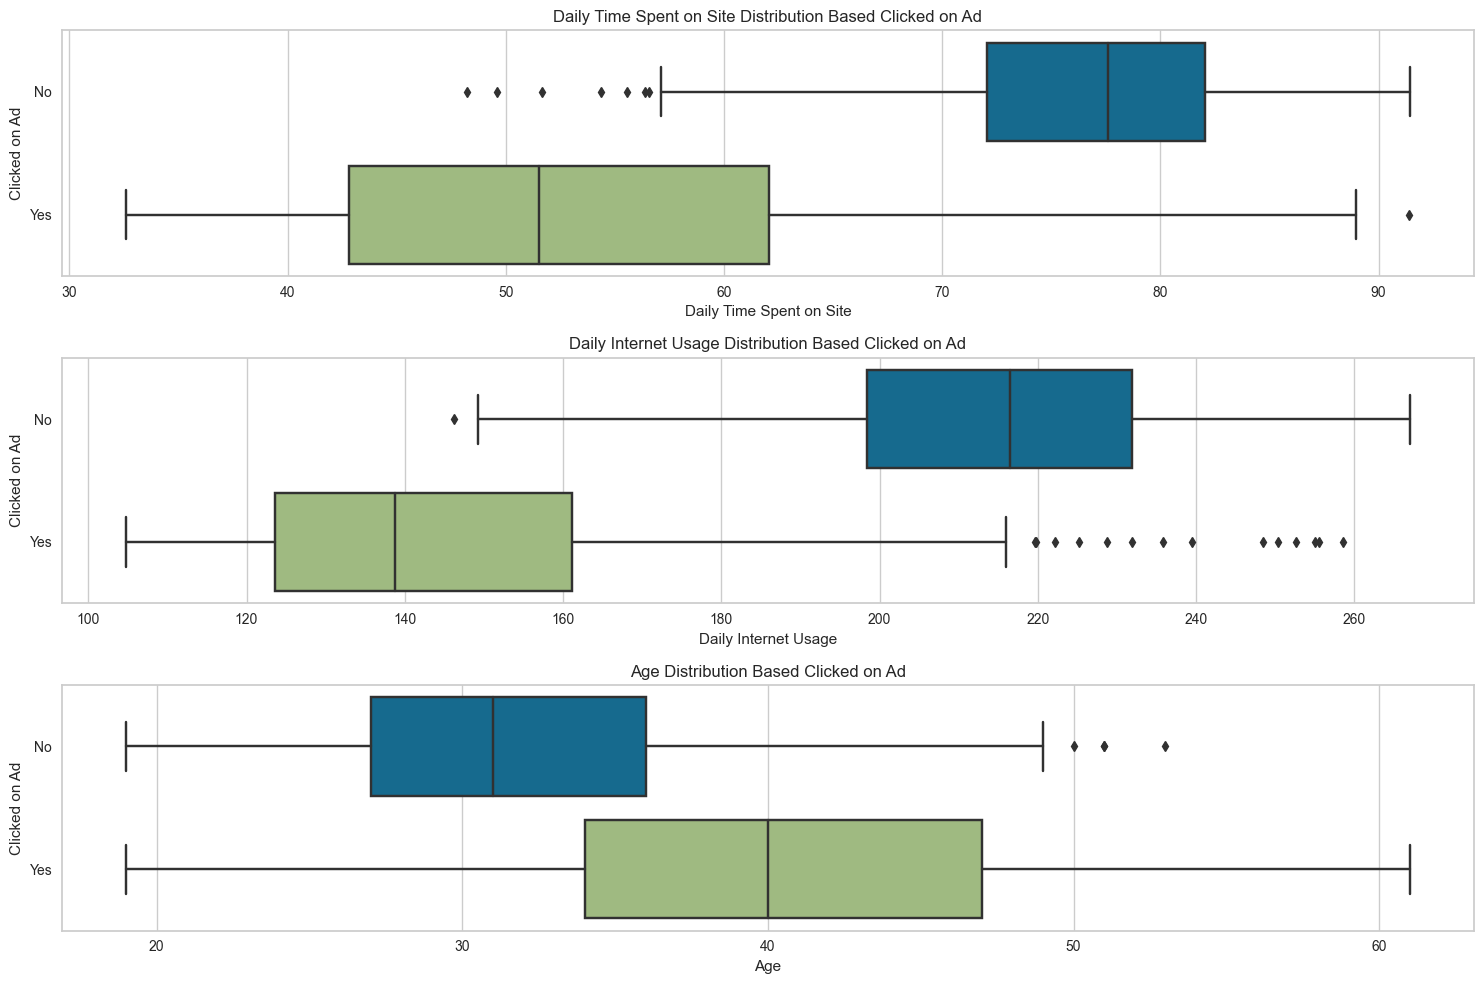 Daily Time Spent on Site Distribution Based Clicked on Ad
Clicked on Ad
No
Yes
30 40 50 60 70 80 90
Daily Time Spent on Site
Daily Internet Usage Distribution Based Clicked on Ad
Clicked on Ad
No
Yes
100 120 140 160 180 200 220 240 260
Daily Internet Usage
Age Distribution Based Clicked on Ad
Clicked on Ad
No
Yes
20 30 40 50 60
Age